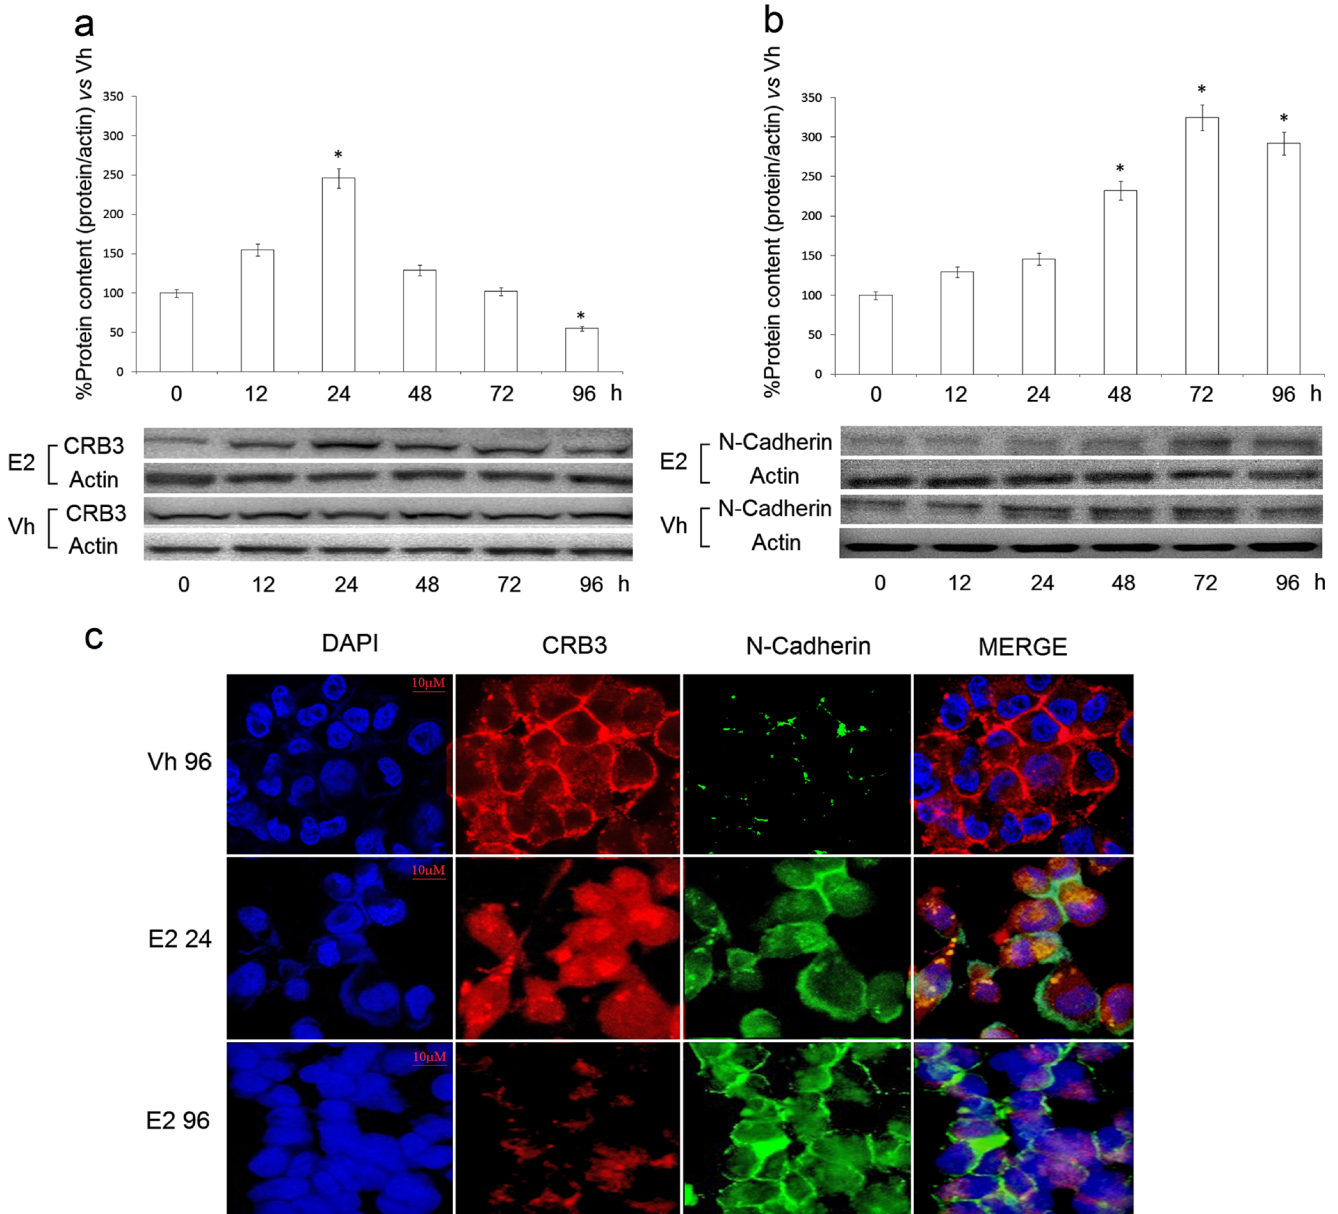 a
%Protein content (protein/actin) vs Vh
350
300
250
200
150
100
50
0
*
*
0 12 24 48 72 96 h
E2
CRB3
Actin
Vh
CRB3
Actin
0 12 24 48 72 96 h
b
%Protein content (protein/actin) vs Vh
350
300
250
200
150
100
50
0
*
*
*
0 12 24 48 72 96 h
E2
N-Cadherin
Actin
Vh
N-Cadherin
Actin
0 12 24 48 72 96 h
c
DAPI CRB3 N-Cadherin MERGE
Vh 96
10μM
E2 24
10μM
E2 96
10μM